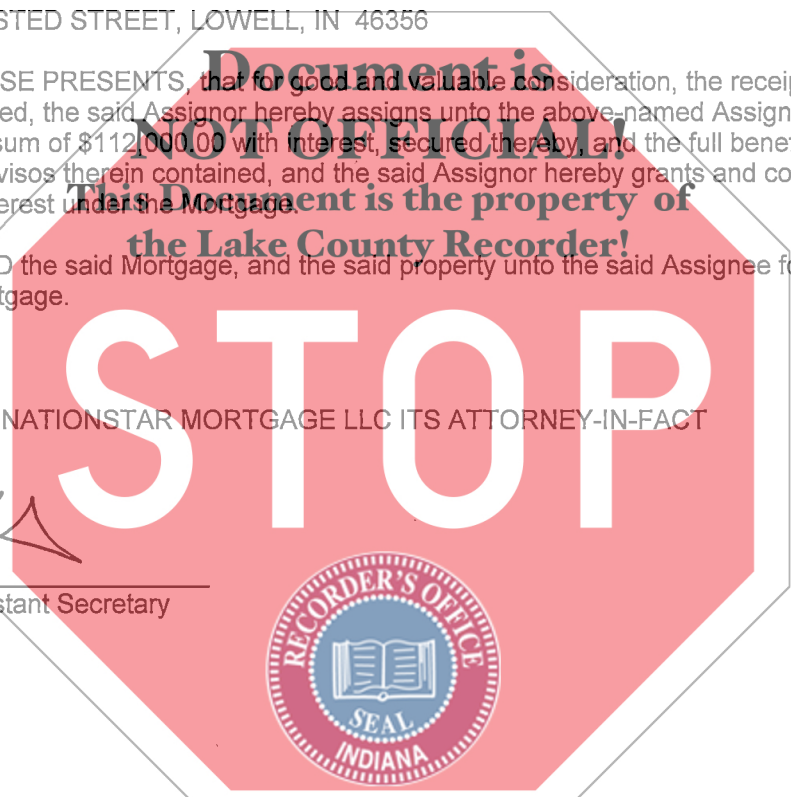 STED STREET, LOWELL, IN 46356
Document is
SE PRESENTS, that for good and valuable consideration, the receip
ed, the said Assignor hereby assigns unto the above-named Assign
NOT OFFICIAL!
sum of $112,000.00 with interest, secured thereby, and the full bene
visos therein contained, and the said Assignor hereby grants and co
This Document is the property of
erest under the Mortgage.
the Lake County Recorder!
D the said Mortgage, and the said property unto the said Assignee fo
tgage.
STOP
NATIONSTAR MORTGAGE LLC ITS ATTORNEY-IN-FACT
stant Secretary
RECORDER'S OFFICE
SEAL
INDIANA